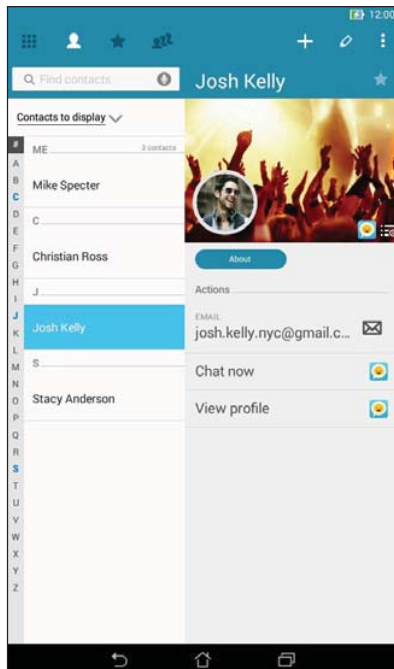 12:00
Find contacts
Josh Kelly
Contacts to display
ME
3 contacts
Mike Specter
C
Christian Ross
J
Josh Kelly
S
Stacy Anderson
#
A
B
C
D
E
F
G
H
I
J
K
L
M
N
O
P
Q
R
S
T
U
V
W
X
Y
Z
About
Actions
EMAIL
josh.kelly.nyc@gmail.c...
Chat now
View profile